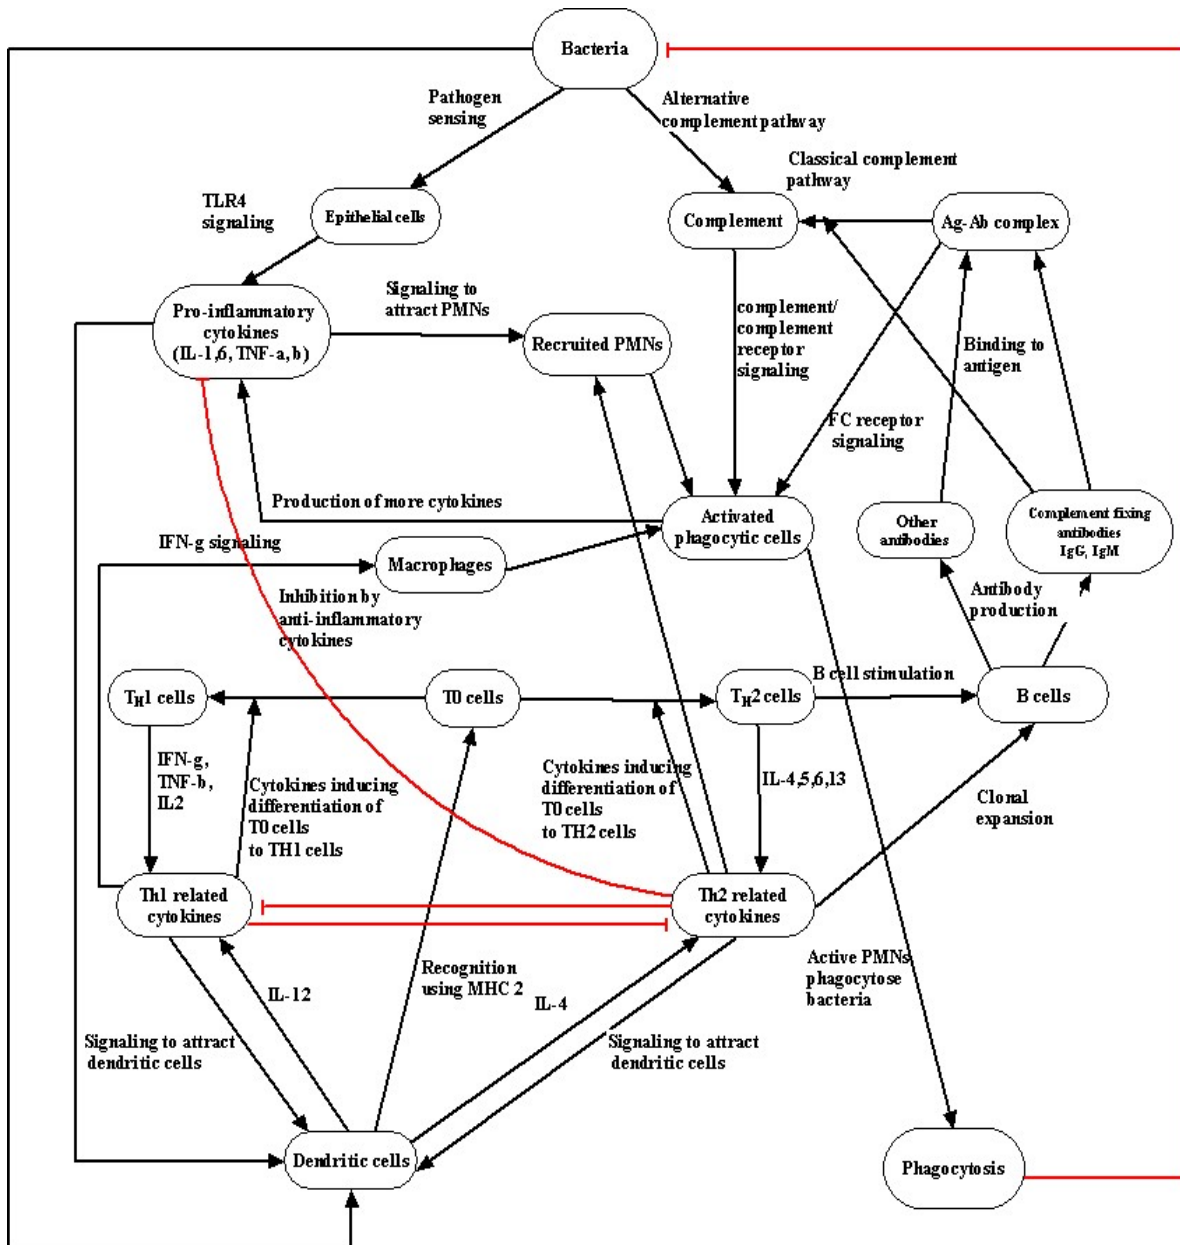 Bacteria
Pathogen
sensing
Alternative
complement pathway
Classical complement
pathway
TLR4
signaling
Epithelial cells
Complement
Ag-Ab complex
Pro-inflammatory
cytokines
(IL-1,6, TNF-a,b)
Signaling to
attract PMNs
Recruited PMNs
complement/
complement
receptor
signaling
Binding to
antigen
FC receptor
signaling
Production of more cytokines
Activated
phagocytic cells
Other
antibodies
Complement fixing
antibodies
IgG, IgM
IFN-g signaling
Macrophages
Inhibition by
anti-inflammatory
cytokines
Antibody
production
TH1 cells
T0 cells
TH2 cells
B cell stimulation
B cells
IFN-g,
TNF-b,
IL2
Cytokines inducing
differentiation of
T0 cells
to TH1 cells
Cytokines inducing
differentiation of
T0 cells
to TH2 cells
IL-4,5,6,13
Clonal
expansion
Th1 related
cytokines
Th2 related
cytokines
IL-12
Recognition
using MHC 2
IL-4
Active PMNs
phagocytose
bacteria
Signaling to attract
dendritic cells
Signaling to attract
dendritic cells
Dendritic cells
Phagocytosis